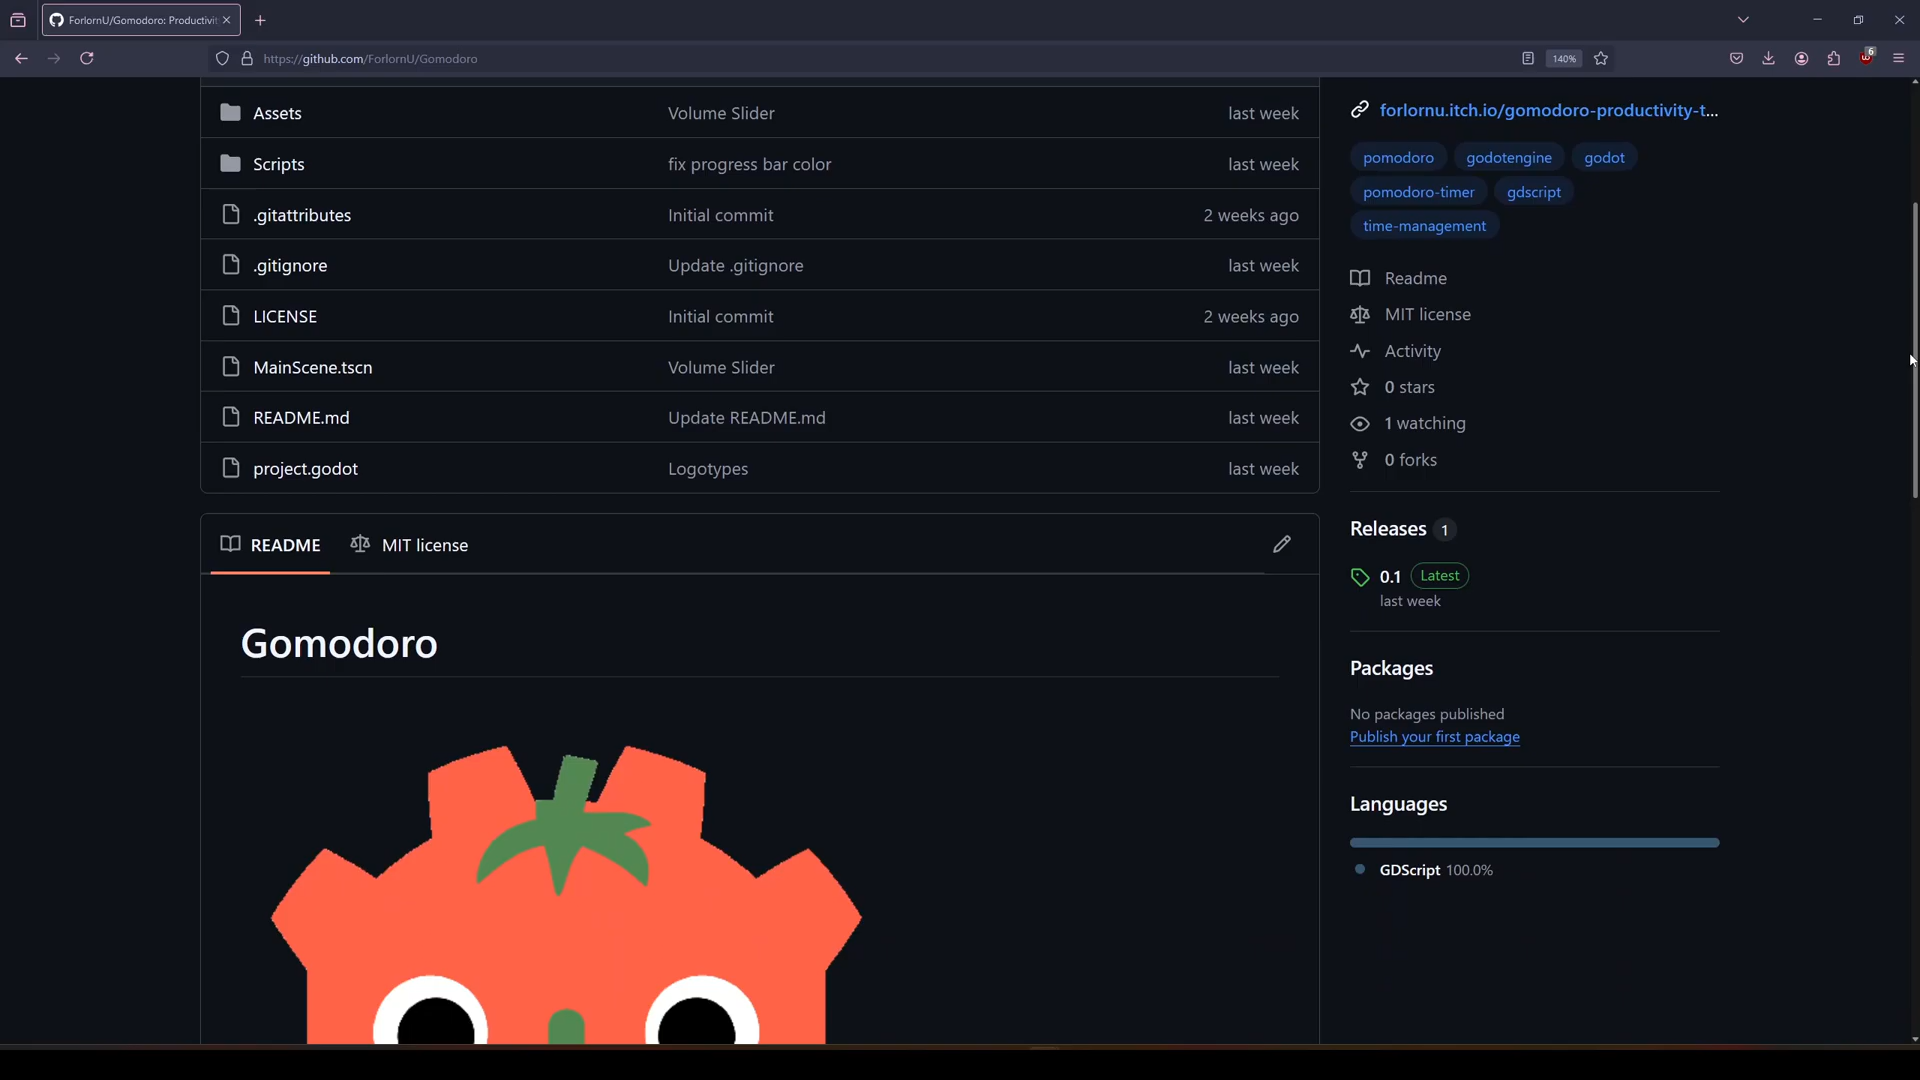 ForlornU/Gomodoro: Productivit
https://github.com/ForlornU/Gomodoro
140%
6
Assets Volume Slider last week
Scripts fix progress bar color last week
.gitattributes Initial commit 2 weeks ago
.gitignore Update .gitignore last week
LICENSE Initial commit 2 weeks ago
MainScene.tscn Volume Slider last week
README.md Update README.md last week
project.godot Logotypes last week
README MIT license
Gomodoro
forlornu.itch.io/gomodoro-productivity-t...
pomodoro godotengine godot
pomodoro-timer gdscript
time-management
Readme
MIT license
Activity
0 stars
1 watching
0 forks
Releases 1
0.1 Latest
last week
Packages
No packages published
Publish your first package
Languages
GDScript 100.0%